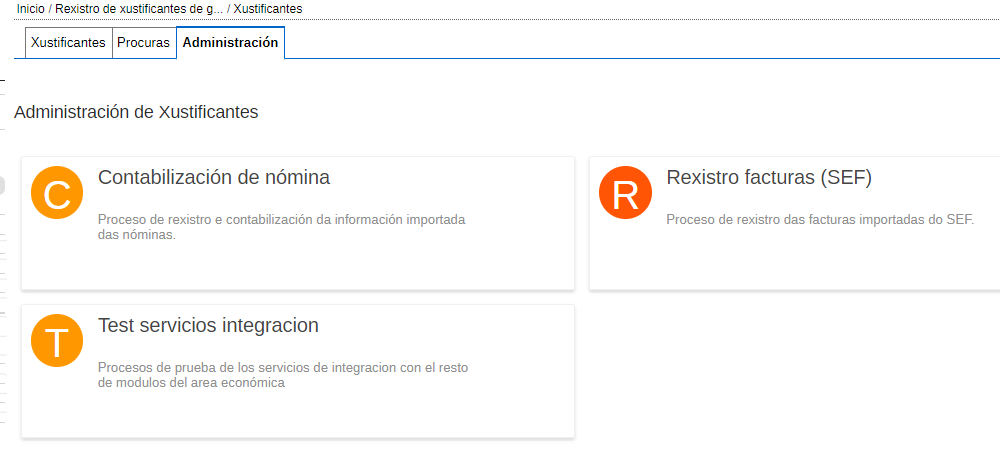 Inicio / Rexistro de xustificantes de g... / Xustificantes
Xustificantes Procuras Administración
Administración de Xustificantes
C Contabilización de nómina
Proceso de rexistro e contabilización da información importada
das nóminas.
R Rexistro facturas (SEF)
Proceso de rexistro das facturas importadas do SEF.
T Test servicios integracion
Procesos de prueba de los servicios de integracion con el resto
de modulos del area económica